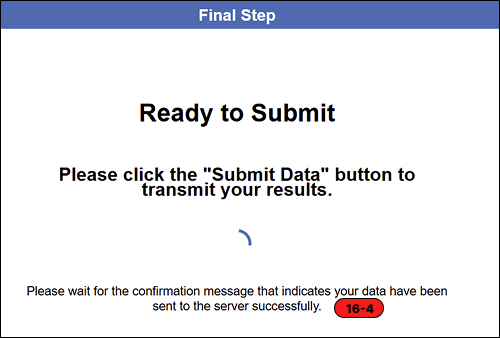 Final Step
Ready to Submit
Please click the "Submit Data" button to
transmit your results.
Please wait for the confirmation message that indicates your data have been
sent to the server successfully.
16-4